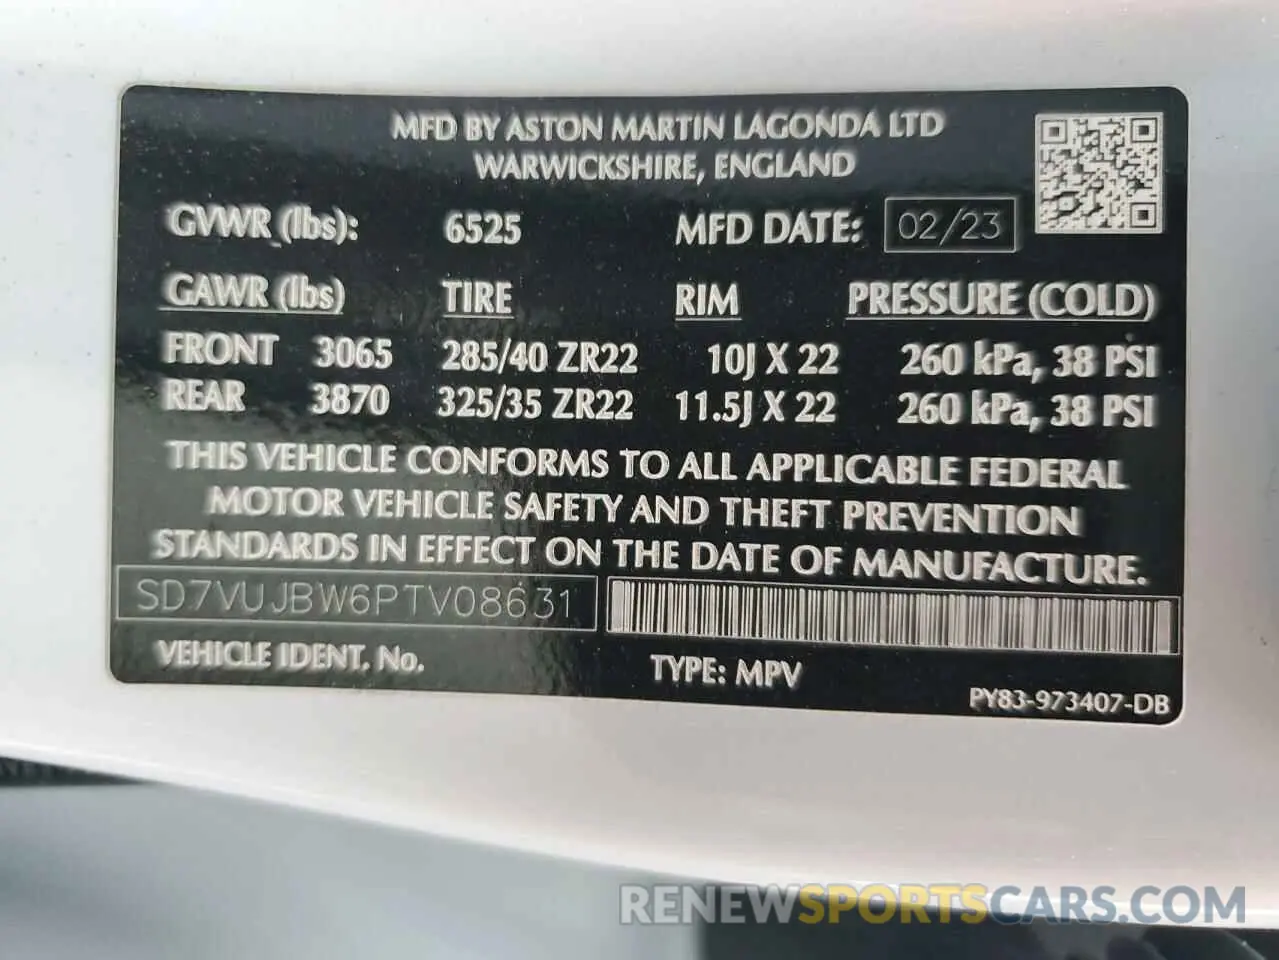 MFD BY ASTON MARTIN LAGONDA LTD
WARWICKSHIRE, ENGLAND
GVWR (lbs): 6525 MFD DATE: 02/23
GAWR (lbs) TIRE RIM PRESSURE (COLD)
FRONT 3065 285/40 ZR22 10J X 22 260 kPa, 38 PSI
REAR 3870 325/35 ZR22 11.5J X 22 260 kPa, 38 PSI
THIS VEHICLE CONFORMS TO ALL APPLICABLE FEDERAL
MOTOR VEHICLE SAFETY AND THEFT PREVENTION
STANDARDS IN EFFECT ON THE DATE OF MANUFACTURE.
SD7VUJBW6PTV08631
VEHICLE IDENT. No.
TYPE: MPV
PY83-973407-DB
RENEWSPORTSCARS.COM